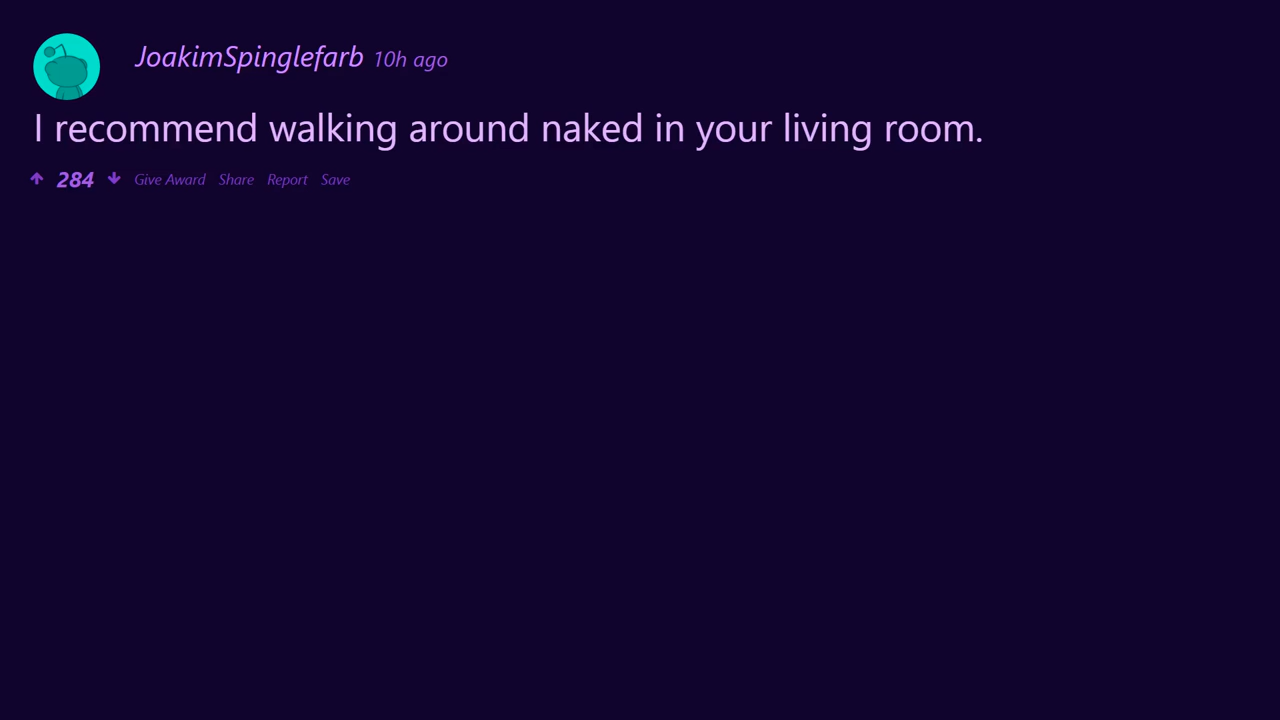 JoakimSpinglefarb 10h ago
I recommend walking around naked in your living room.
284 Give Award Share Report Save